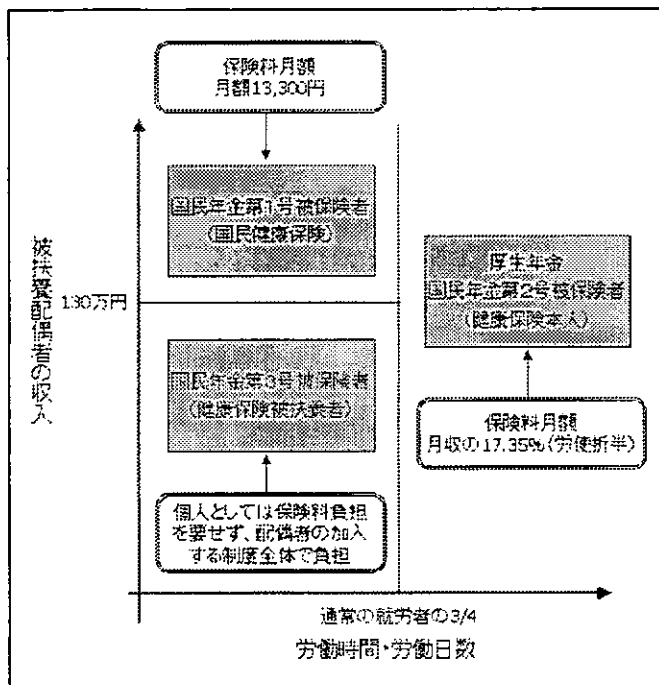 保険料月額
月額13,300円
国民年金第1号被保険者
(国民健康保険)
被扶養配偶者の収入
130万円
厚生年金
国民年金第2号被保険者
(健康保険本人)
国民年金第3号被保険者
(健康保険被扶養者)
保険料月額
月収の17.35%(労使折半)
個人としては保険料負担
を要せず、配偶者の加入
する制度全体で負担
通常の就労者の3/4
労働時間・労働日数